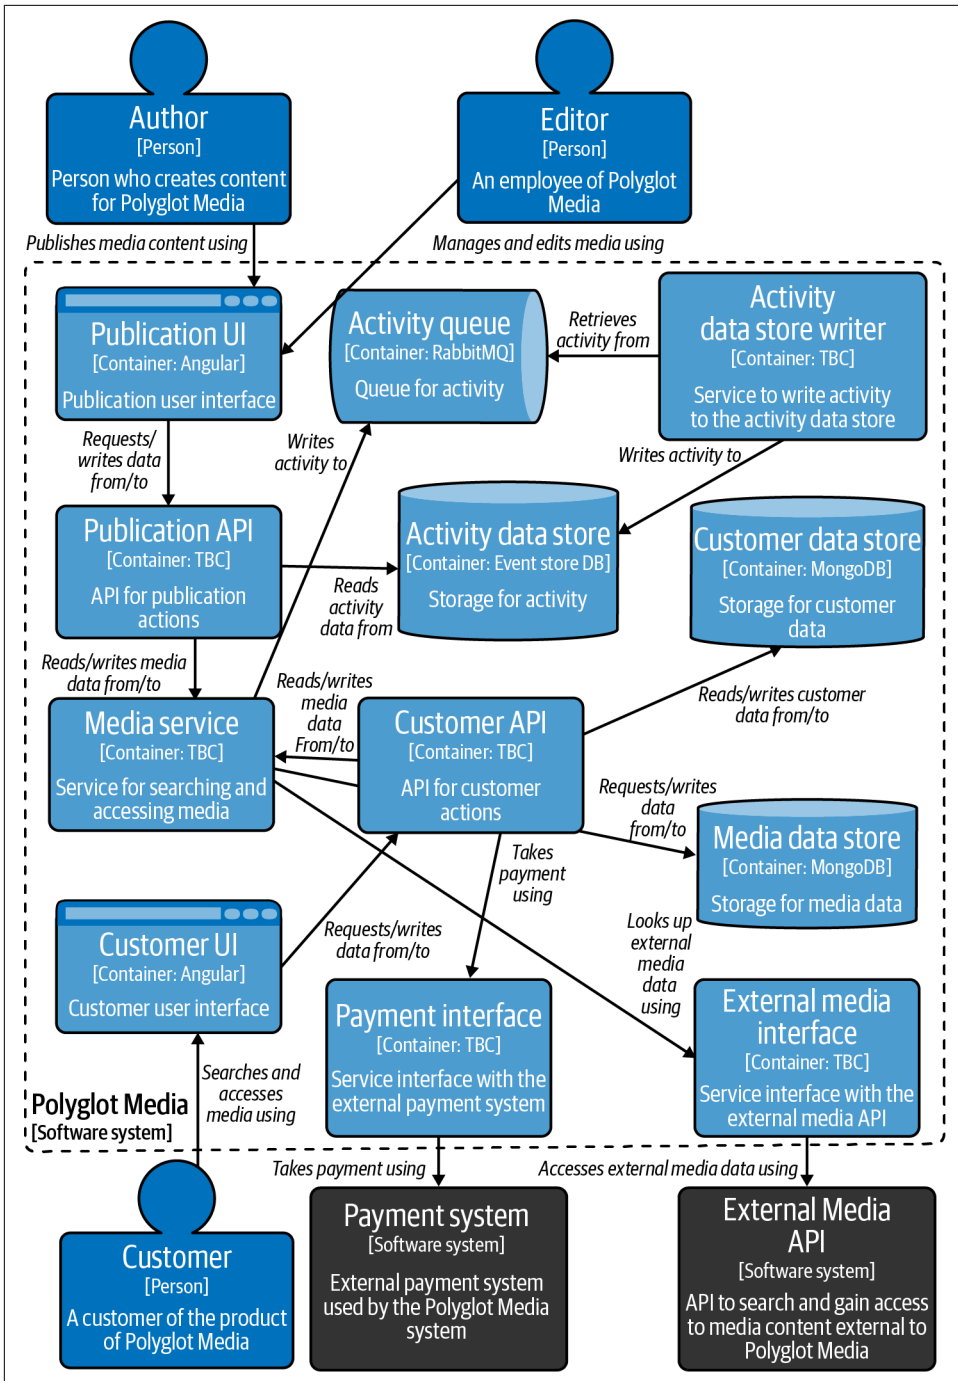 Author
[Person]
Person who creates content
for Polyglot Media
Editor
[Person]
An employee of Polyglot
Media
Publishes media content using
Manages and edits media using
Publication UI
[Container: Angular]
Publication user interface
Activity queue
[Container: RabbitMQ]
Queue for activity
Retrieves
activity from
Activity
data store writer
[Container: TBC]
Service to write activity
to the activity data store
Requests/
writes data
from/to
Writes
activity to
Writes activity to
Publication API
[Container: TBC]
API for publication
actions
Reads
activity
data from
Activity data store
[Container: Event store DB]
Storage for activity
Customer data store
[Container: MongoDB]
Storage for customer
data
Reads/writes media
data from/to
Reads/writes
media
data
From/to
Reads/writes customer
data from/to
Media service
[Container: TBC]
Service for searching and
accessing media
Customer API
[Container: TBC]
API for customer
actions
Requests/writes
data
from/to
Media data store
[Container: MongoDB]
Storage for media data
Takes
payment
using
Customer UI
[Container: Angular]
Customer user interface
Requests/writes
data from/to
Looks up
external
media
data
using
Payment interface
[Container: TBC]
Service interface with the
external payment system
External media
interface
[Container: TBC]
Service interface with the
external media API
Searches and
accesses
media using
Polyglot Media
[Software system]
Takes payment using
Accesses external media data using
Customer
[Person]
A customer of the product
of Polyglot Media
Payment system
[Software system]
External payment system
used by the Polyglot Media
system
External Media
API
[Software system]
API to search and gain access
to media content external to
Polyglot Media